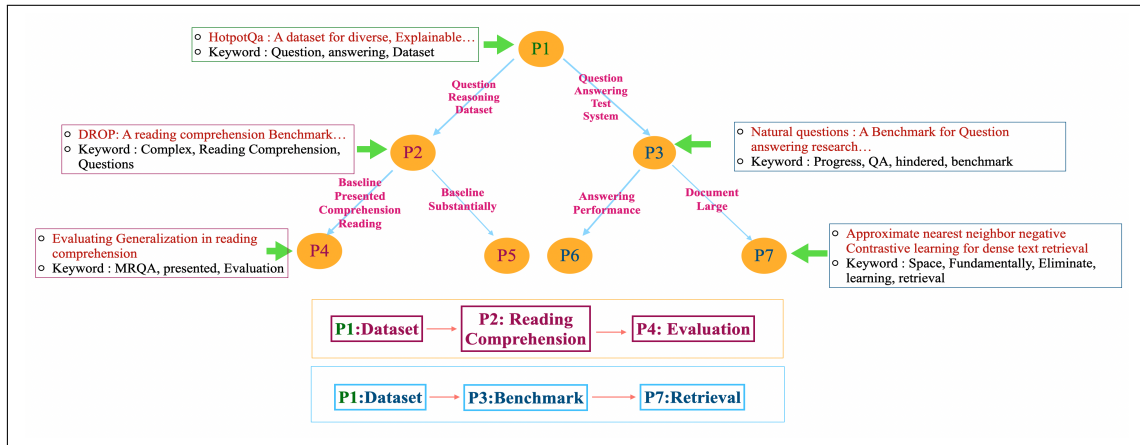 HotpotQa : A dataset for diverse, Explainable…
Keyword : Question, answering, Dataset
P1
Question
Reasoning
Dataset
Question
Answering
Test
System
DROP: A reading comprehension Benchmark…
Keyword : Complex, Reading Comprehension,
Questions
P2
P3
Natural questions : A Benchmark for Question
answering research…
Keyword : Progress, QA, hindered, benchmark
Baseline
Presented
Comprehension
Reading
Baseline
Substantially
Answering
Performance
Document
Large
Evaluating Generalization in reading
comprehension
Keyword : MRQA, presented, Evaluation
P4
P5
P6
P7
Approximate nearest neighbor negative
Contrastive learning for dense text retrieval
Keyword : Space, Fundamentally, Eliminate,
learning, retrieval
P1:Dataset
P2: Reading
Comprehension
P4: Evaluation
P1:Dataset
P3:Benchmark
P7:Retrieval